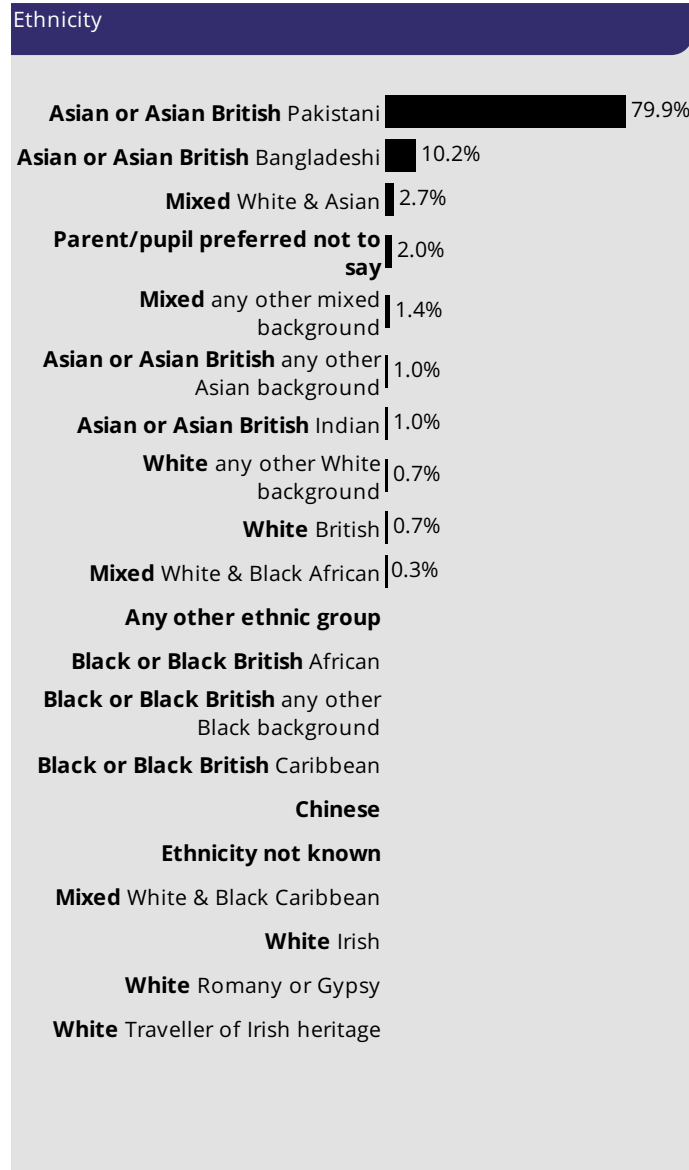 Ethnicity
Asian or Asian British Pakistani 79.9%
Asian or Asian British Bangladeshi 10.2%
Mixed White & Asian 2.7%
Parent/pupil preferred not to
say 2.0%
Mixed any other mixed
background 1.4%
Asian or Asian British any other
Asian background 1.0%
Asian or Asian British Indian 1.0%
White any other White
background 0.7%
White British 0.7%
Mixed White & Black African 0.3%
Any other ethnic group
Black or Black British African
Black or Black British any other
Black background
Black or Black British Caribbean
Chinese
Ethnicity not known
Mixed White & Black Caribbean
White Irish
White Romany or Gypsy
White Traveller of Irish heritage